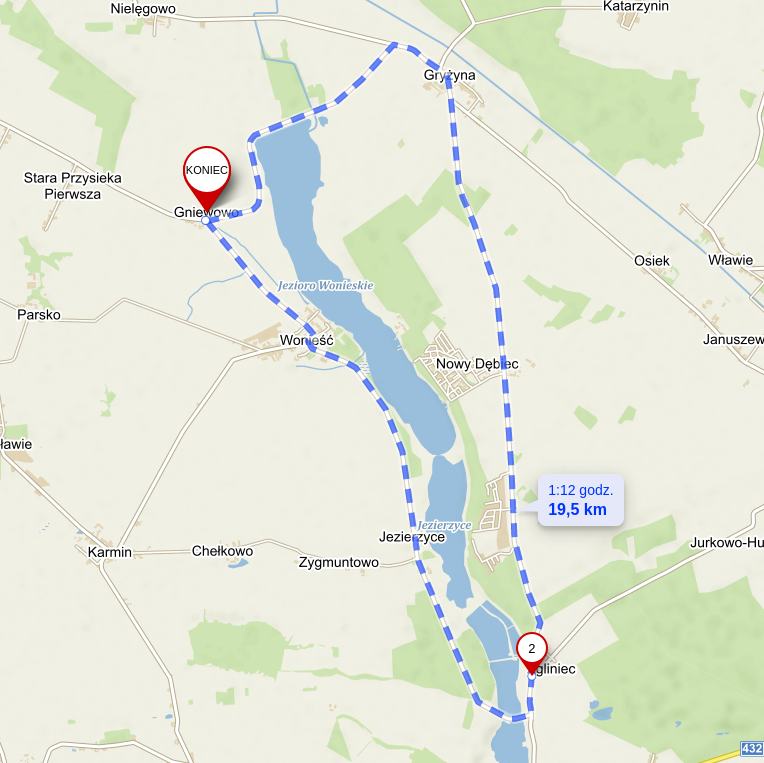 Nielęgowo
Katarzynin
Gryżyna
KONIEC
Stara Przysieka
Pierwsza
Gniewowo
Osiek
Wławie
Jezioro Wonieskie
Parsko
Wonieść
Januszew
Nowy Dębiec
ławie
1:12 godz.
19,5 km
Jezierzyce
Jezierzyce
Jurkowo-Hu
Karmin
Chełkowo
Zygmuntowo
2
gliniec
432